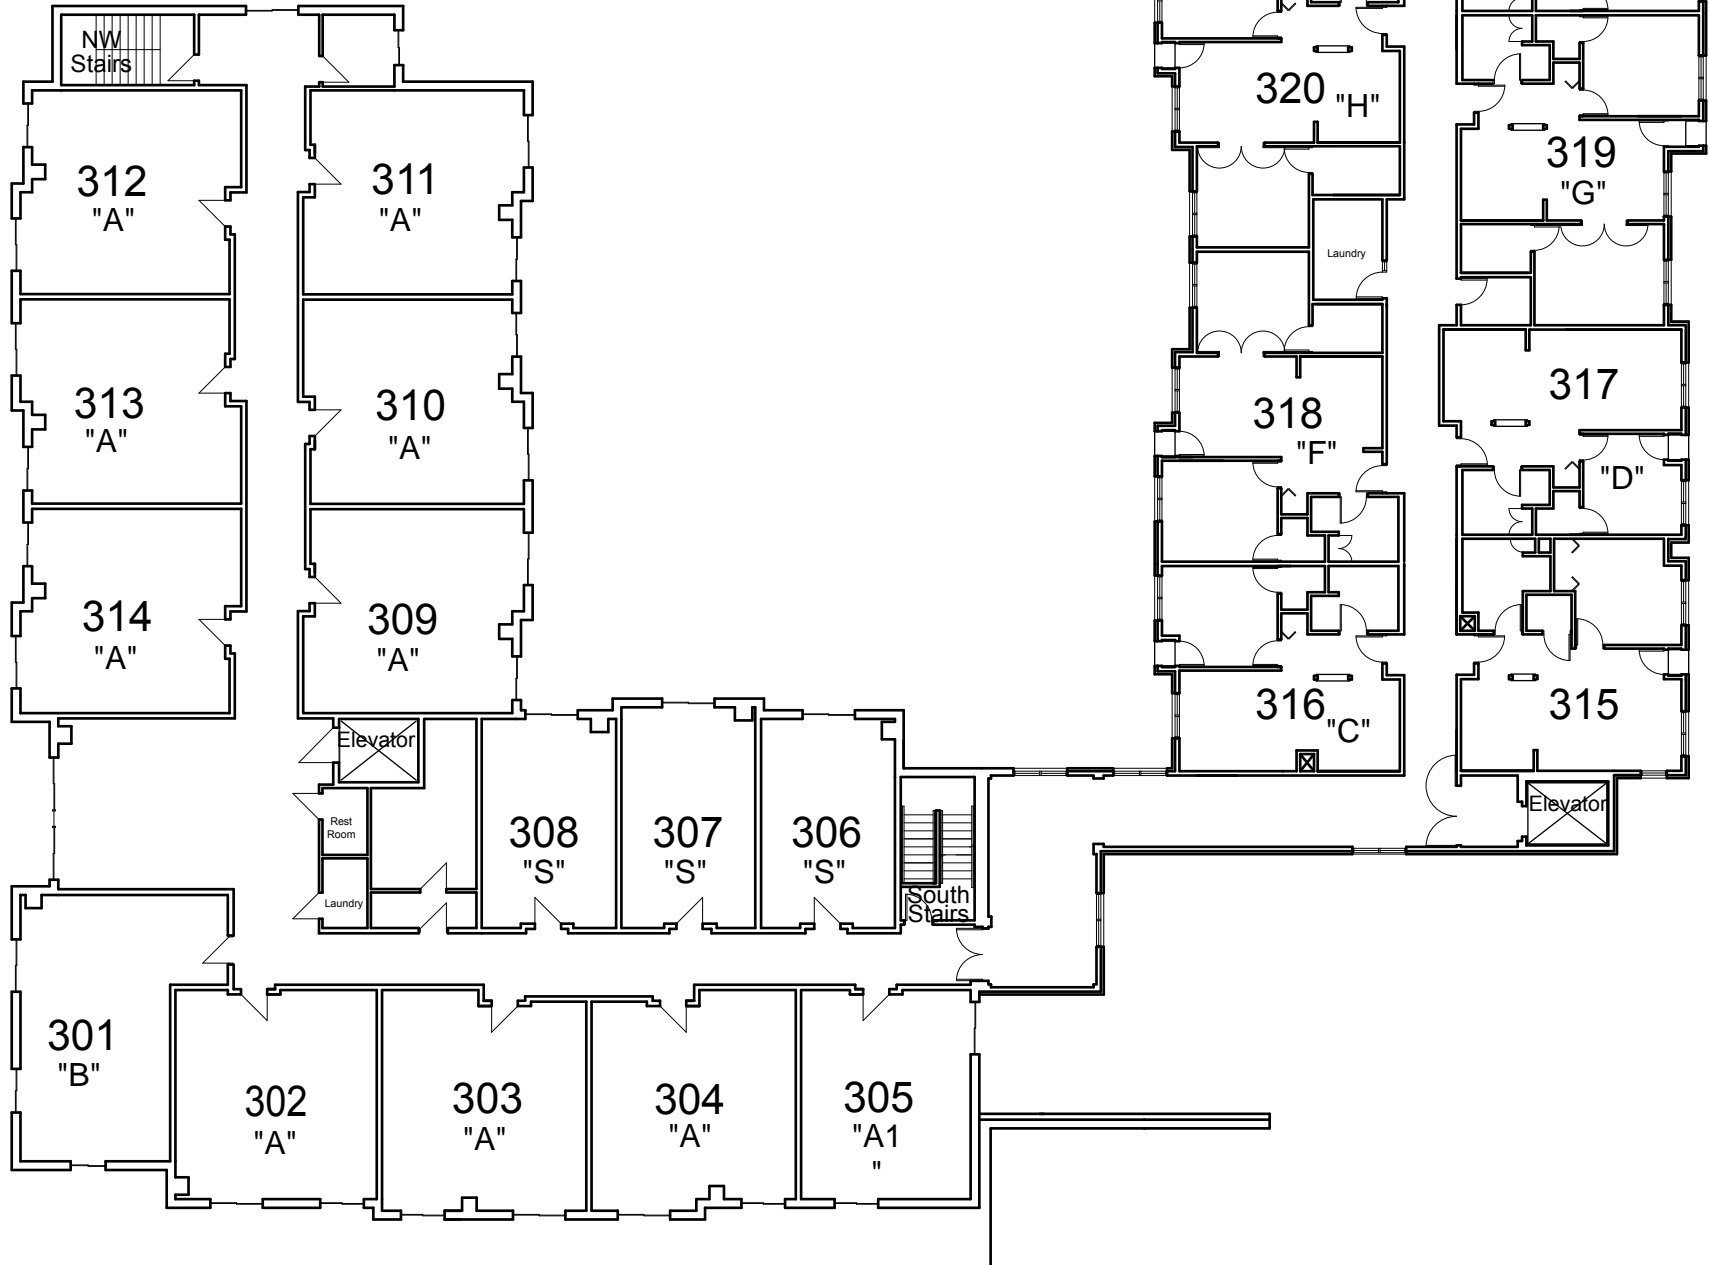 NW
Stairs
312
"A"
311
"A"
320 "H"
319
"G"
Laundry
313
"A"
310
"A"
318
"F"
317
"D"
314
"A"
309
"A"
316 "C"
315
Elevator
308
"S"
307
"S"
306
"S"
Rest
Room
Laundry
South
Stairs
Elevator
301
"B"
302
"A"
303
"A"
304
"A"
305
"A1
"